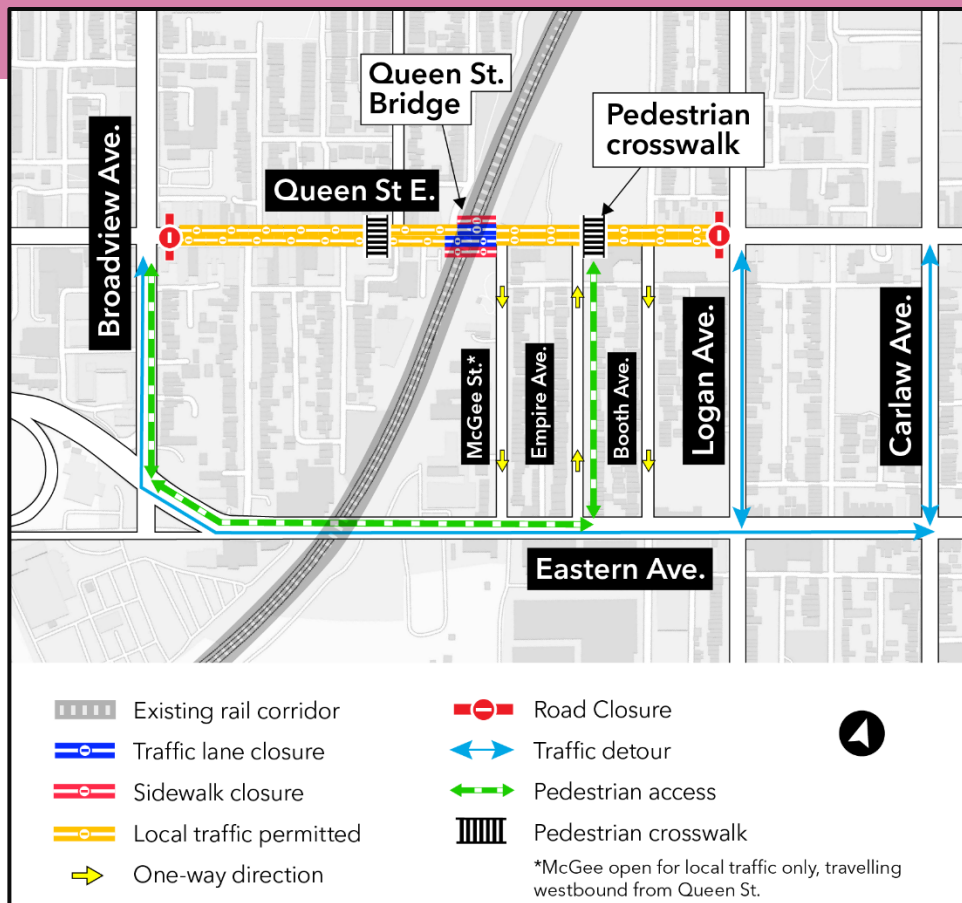 Queen St.
Bridge
Pedestrian
crosswalk
Broadview Ave.
Queen St E.
McGee St.*
Empire Ave.
Booth Ave.
Logan Ave.
Carlaw Ave.
Eastern Ave.
Existing rail corridor
Traffic lane closure
Sidewalk closure
Local traffic permitted
One-way direction
Road Closure
Traffic detour
Pedestrian access
Pedestrian crosswalk
*McGee open for local traffic only, travelling
westbound from Queen St.